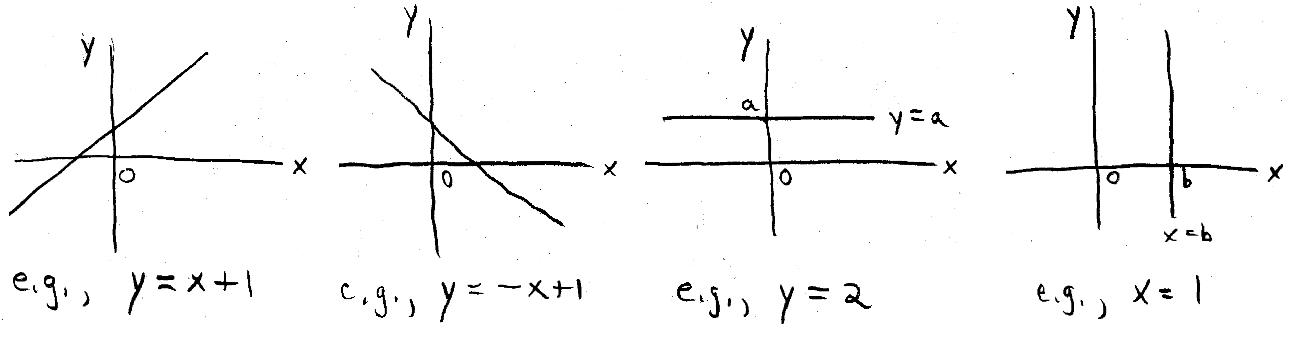 y
x
0
e.g., y = x+1
y
x
0
e.g., y = -x+1
y
a
y = a
x
0
e.g., y = 2
y
x
0
b
x = b
e.g., x = 1